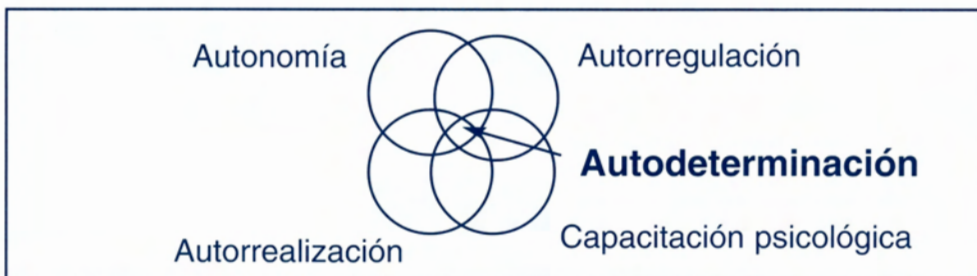 Autonomía
Autorregulación
Autodeterminación
Autorrealización
Capacitación psicológica